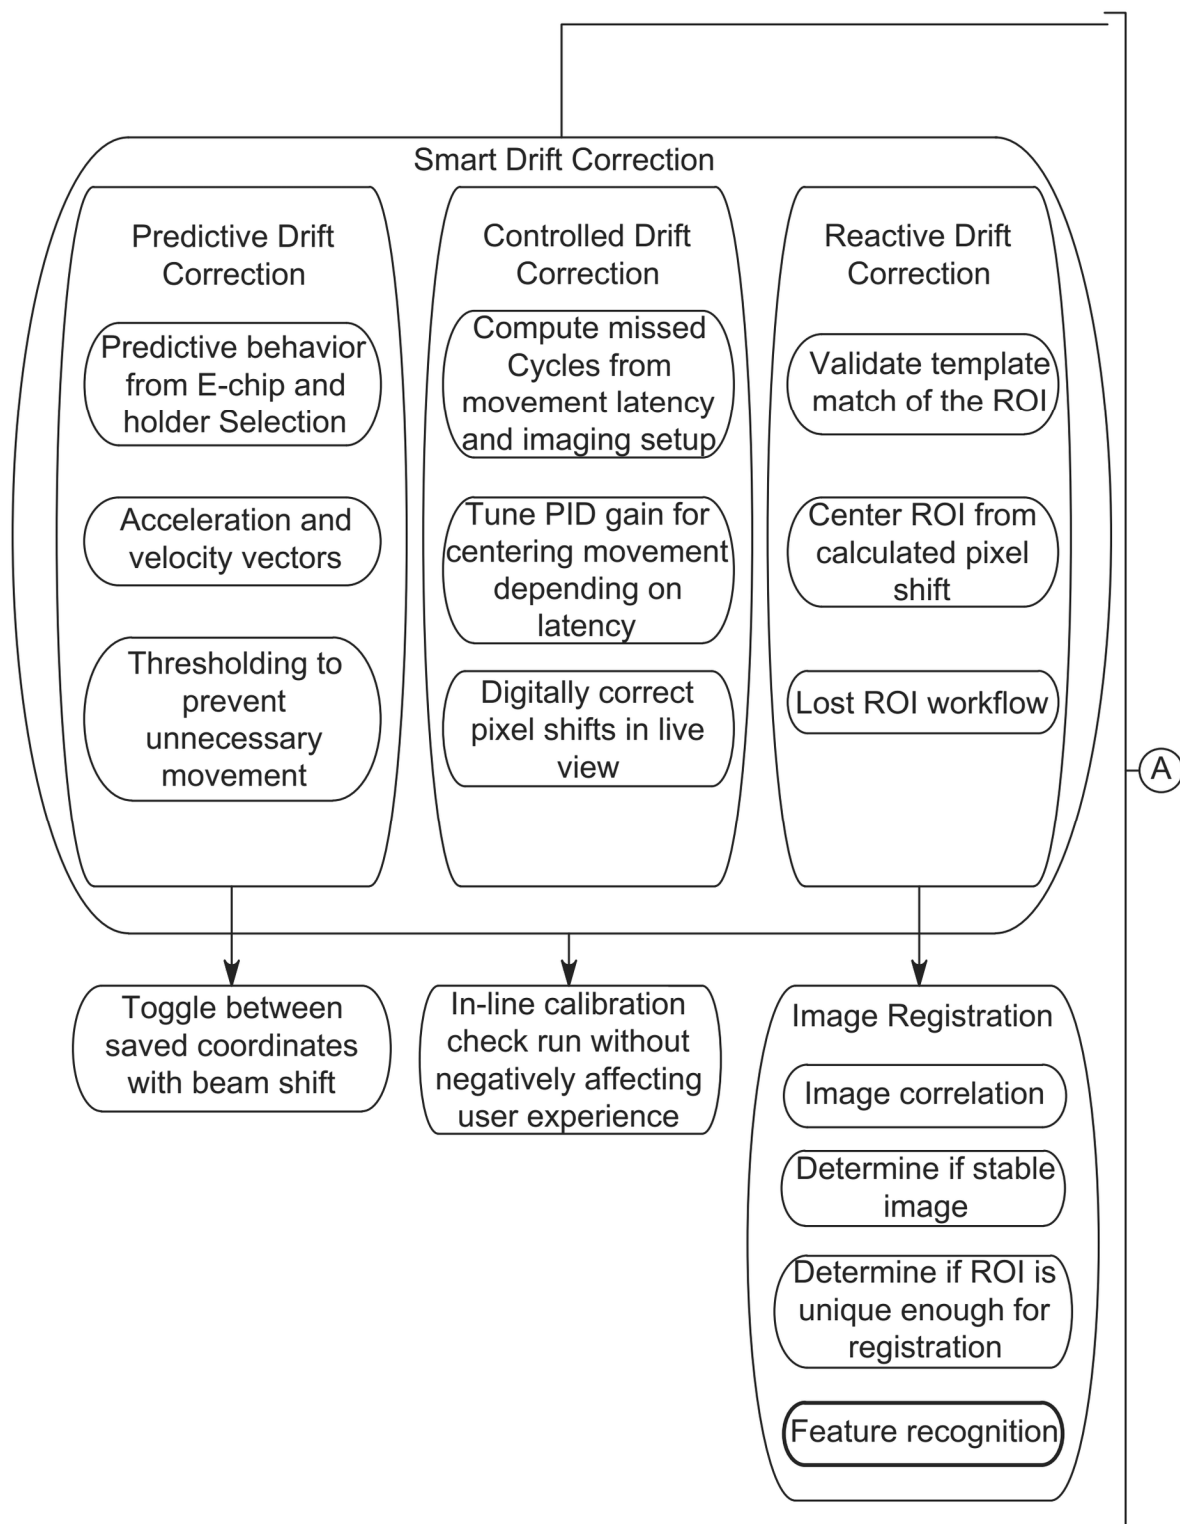 Smart Drift Correction
Predictive Drift
Correction
Predictive behavior
from E-chip and
holder Selection
Acceleration and
velocity vectors
Thresholding to
prevent
unnecessary
movement
Controlled Drift
Correction
Compute missed
Cycles from
movement latency
and imaging setup
Tune PID gain for
centering movement
depending on
latency
Digitally correct
pixel shifts in live
view
Reactive Drift
Correction
Validate template
match of the ROI
Center ROI from
calculated pixel
shift
Lost ROI workflow
A
Toggle between
saved coordinates
with beam shift
In-line calibration
check run without
negatively affecting
user experience
Image Registration
Image correlation
Determine if stable
image
Determine if ROI is
unique enough for
registration
Feature recognition